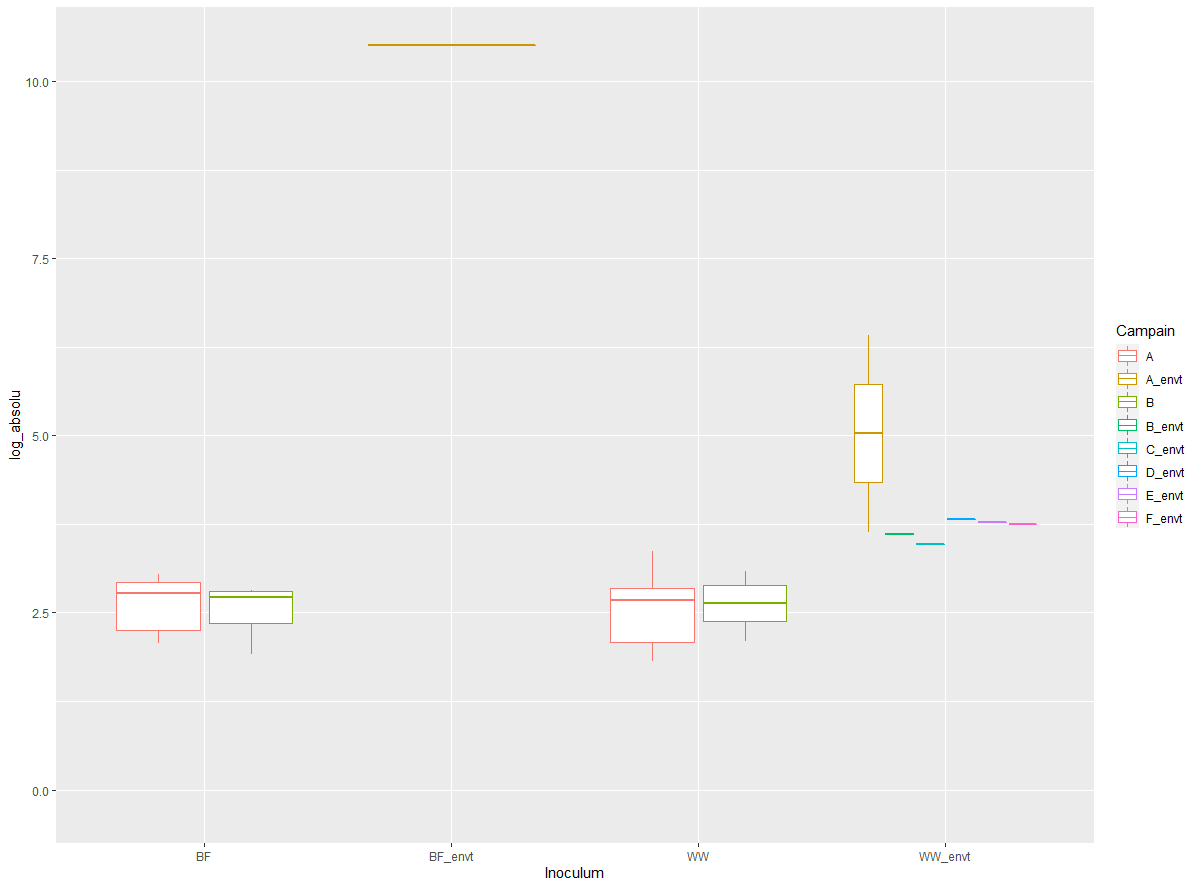 10.0
7.5
5.0
2.5
0.0
log_absolu
BF
BF_envt
WW
WW_envt
Inoculum
Campain
A
A_envt
B
B_envt
C_envt
D_envt
E_envt
F_envt